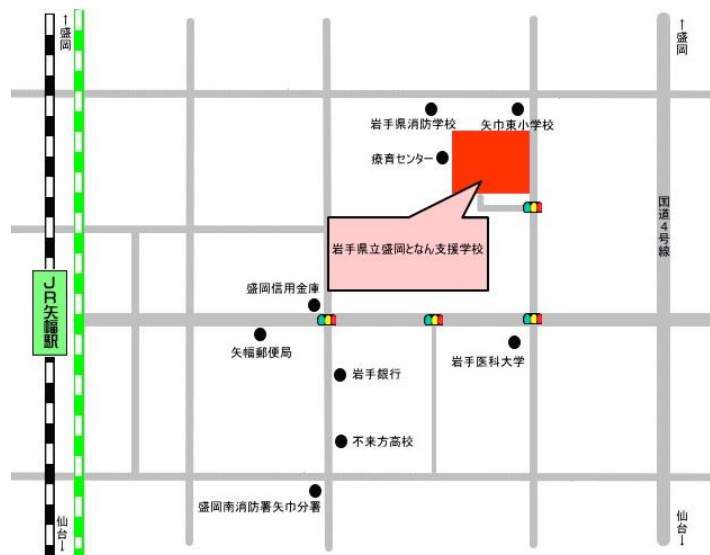 ↑盛岡
↑盛岡
岩手県消防学校
矢巾東小学校
療育センター
国道4号線
岩手県立盛岡となん支援学校
JR矢幅駅
盛岡信用金庫
矢幅郵便局
岩手医科大学
岩手銀行
不来方高校
盛岡南消防署矢巾分署
仙台↓
仙台↓